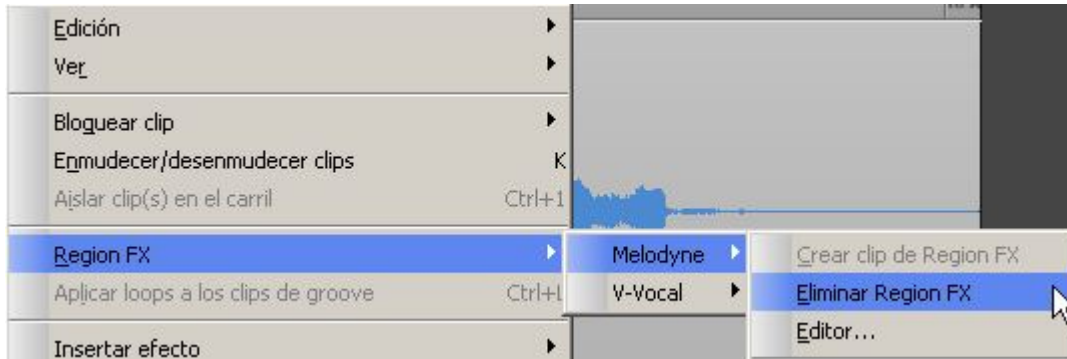 Edición
Ver
Bloquear clip
Enmudecer/desenmudecer clips K
Aislar clip(s) en el carril Ctrl+1
Region FX
Aplicar loops a los clips de groove Ctrl+L
Insertar efecto
Melodyne
V-Vocal
Crear clip de Region FX
Eliminar Region FX
Editor...